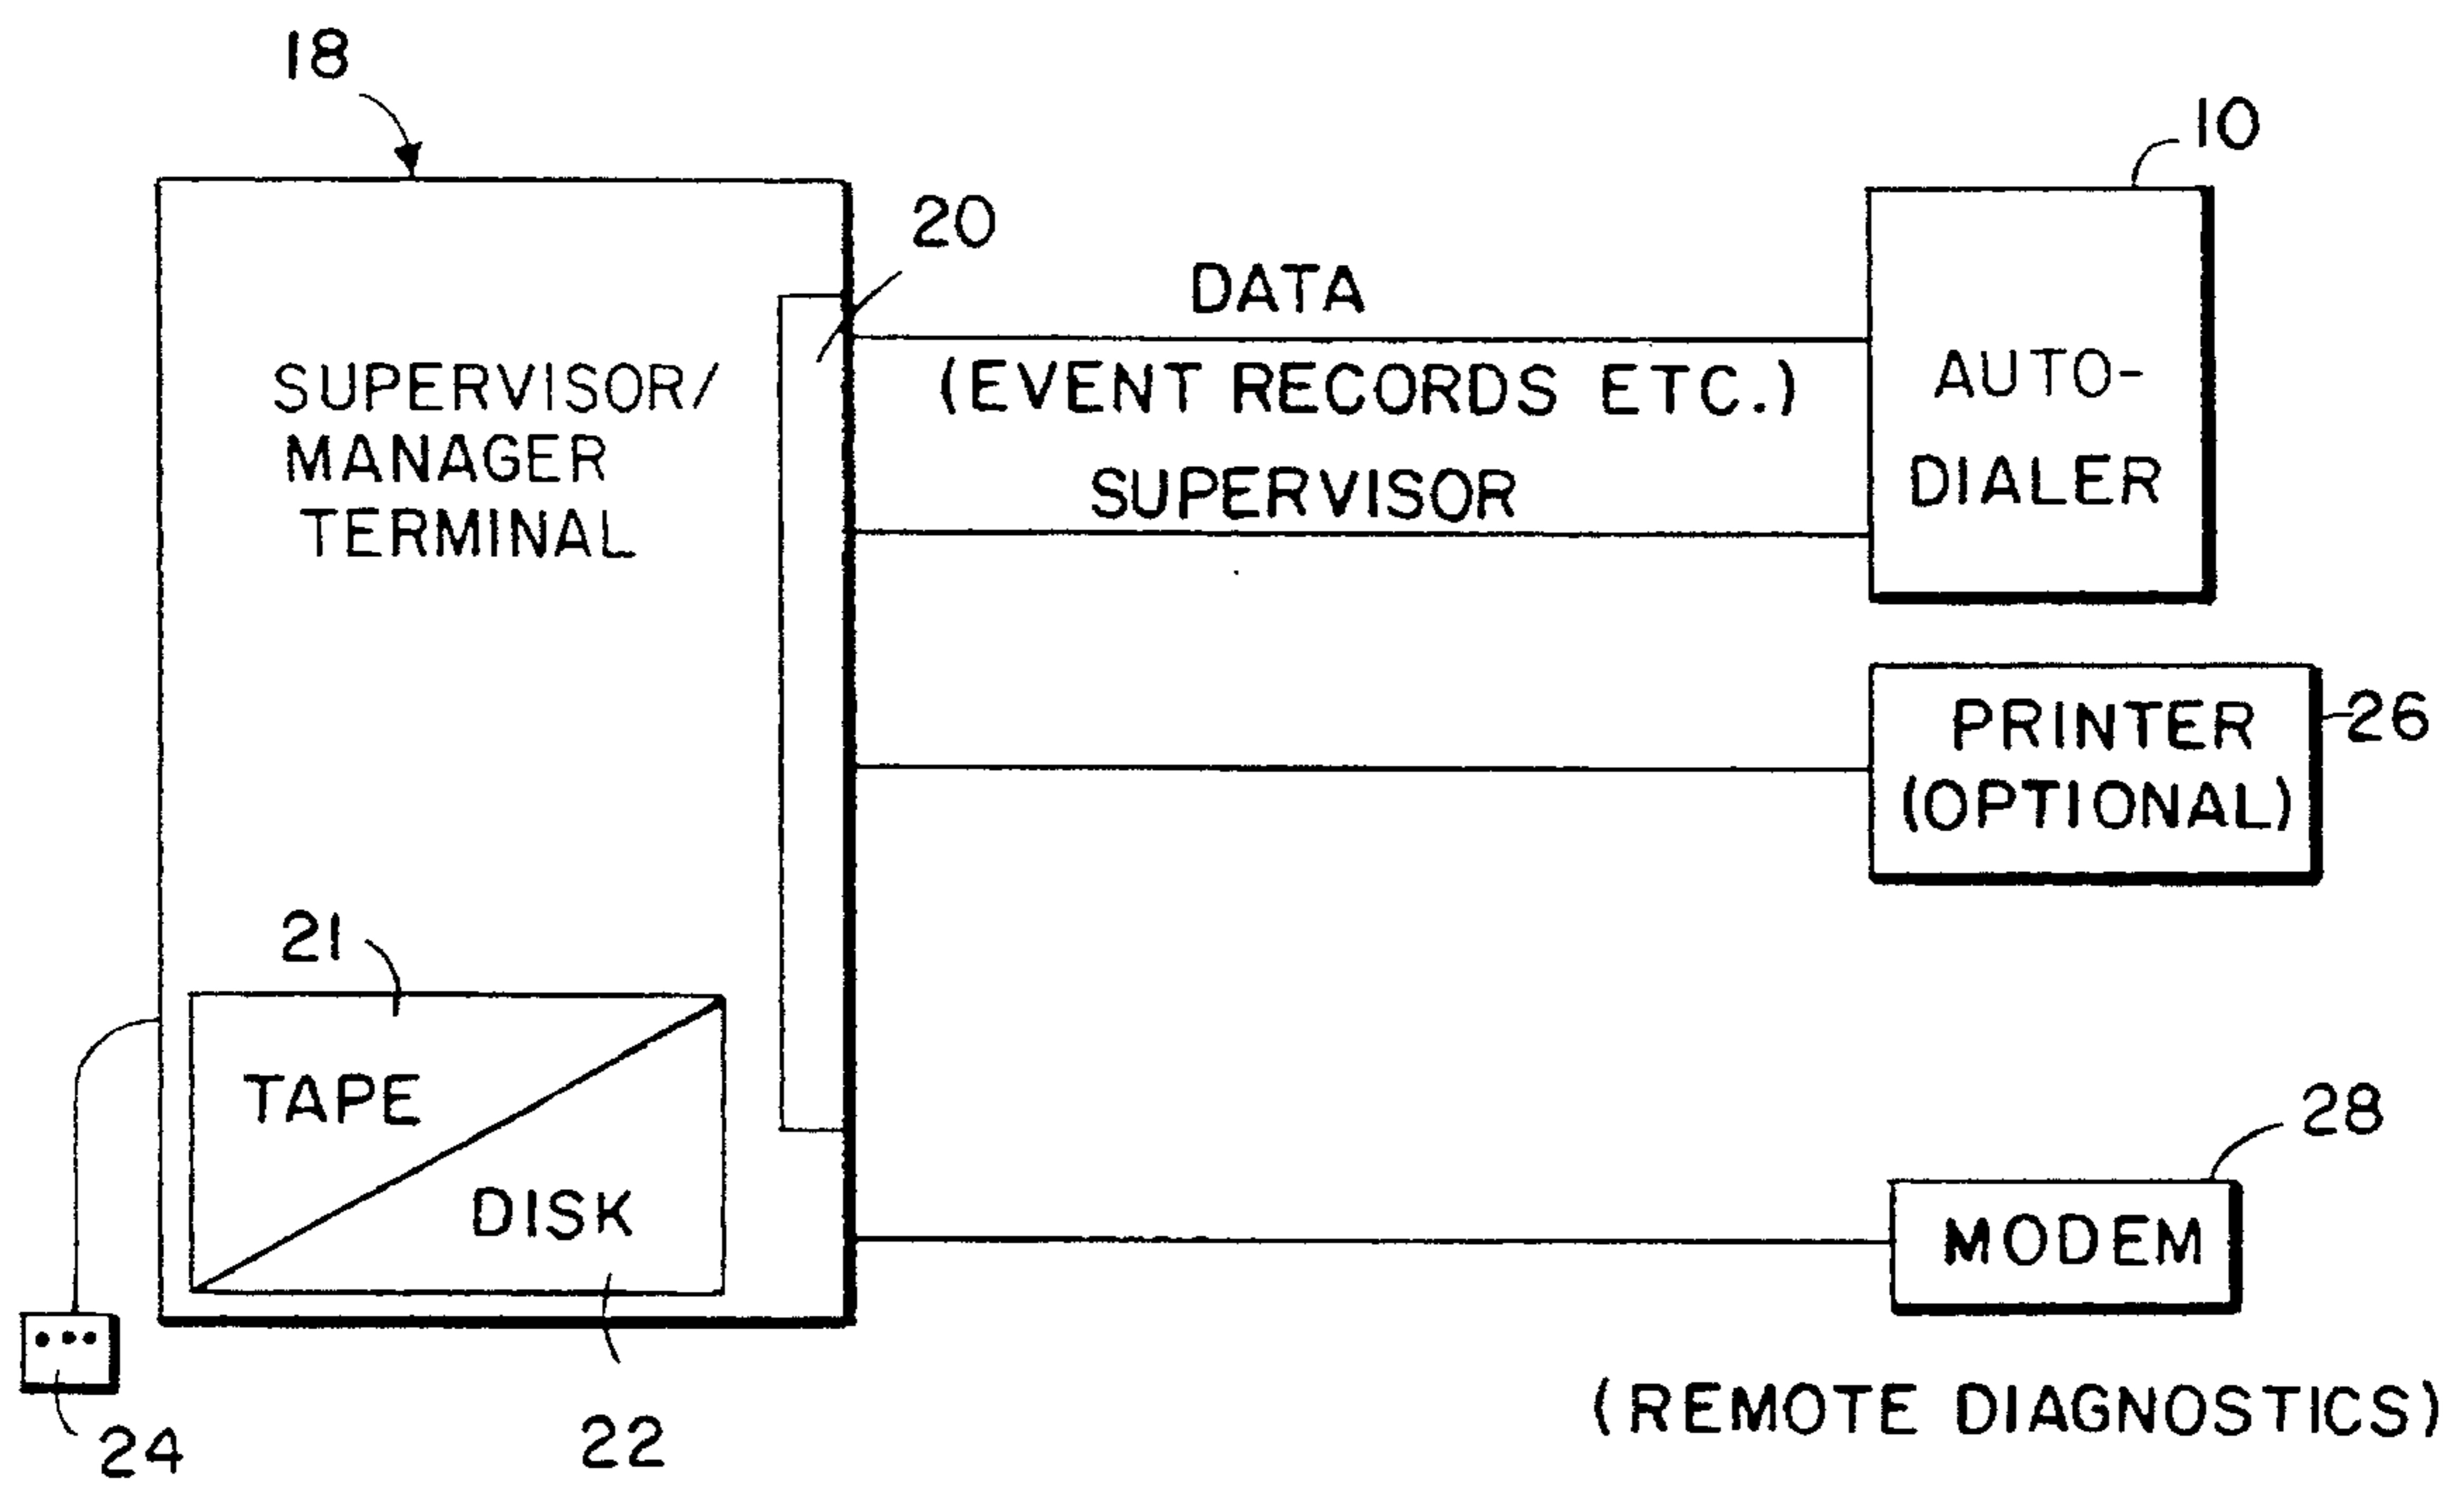 18
10
20
DATA
(EVENT RECORDS ETC.)
SUPERVISOR
SUPERVISOR/
MANAGER
TERMINAL
AUTO-
DIALER
PRINTER
(OPTIONAL)
26
21
TAPE
DISK
28
MODEM
(REMOTE DIAGNOSTICS)
24
22